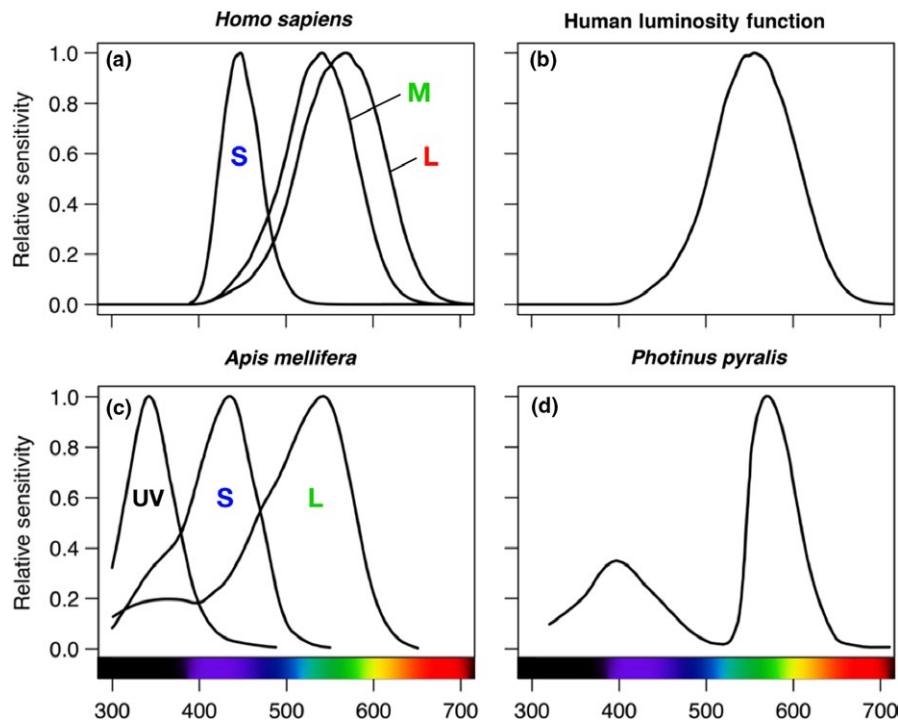 Homo sapiens
Human luminosity function
Relative sensitivity
1.0
0.8
0.6
0.4
0.2
0.0
(a)
S
M
L
(b)
Apis mellifera
Photinus pyralis
Relative sensitivity
1.0
0.8
0.6
0.4
0.2
0.0
(c)
UV
S
L
(d)
300 400 500 600 700
300 400 500 600 700